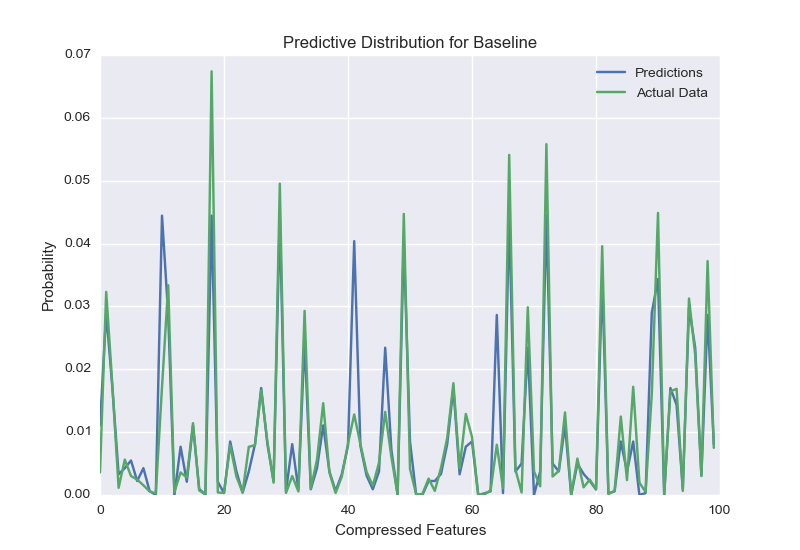 Predictive Distribution for Baseline
0.07
0.06
0.05
0.04
0.03
0.02
0.01
0.00
Probability
Predictions
Actual Data
0 20 40 60 80 100
Compressed Features